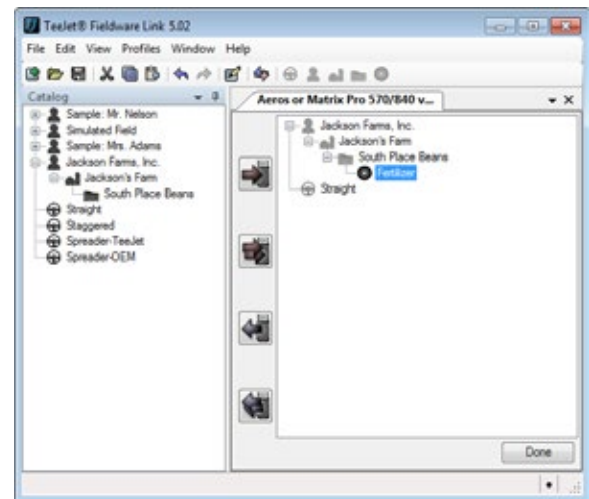 TeeJet® Fieldware Link 5.02
File Edit View Profiles Window Help
Catalog
Sample: Mr. Nelson
Simulated Field
Sample: Mrs. Adams
Jackson Farms, Inc.
Jackson's Farm
South Place Beans
Straight
Staggered
Spreader-TeeJet
Spreader-OEM
Aeros or Matrix Pro 570/840 v...
Jackson Farms, Inc.
Jackson's Farm
South Place Beans
Fertilizer
Straight
Done